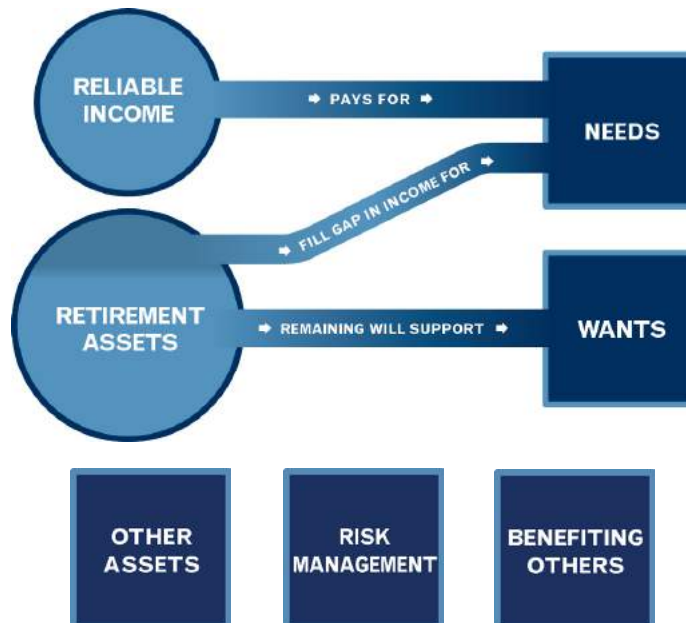 RELIABLE
INCOME
PAYS FOR
NEEDS
FILL GAP IN INCOME FOR
RETIREMENT
ASSETS
REMAINING WILL SUPPORT
WANTS
OTHER
ASSETS
RISK
MANAGEMENT
BENEFITING
OTHERS